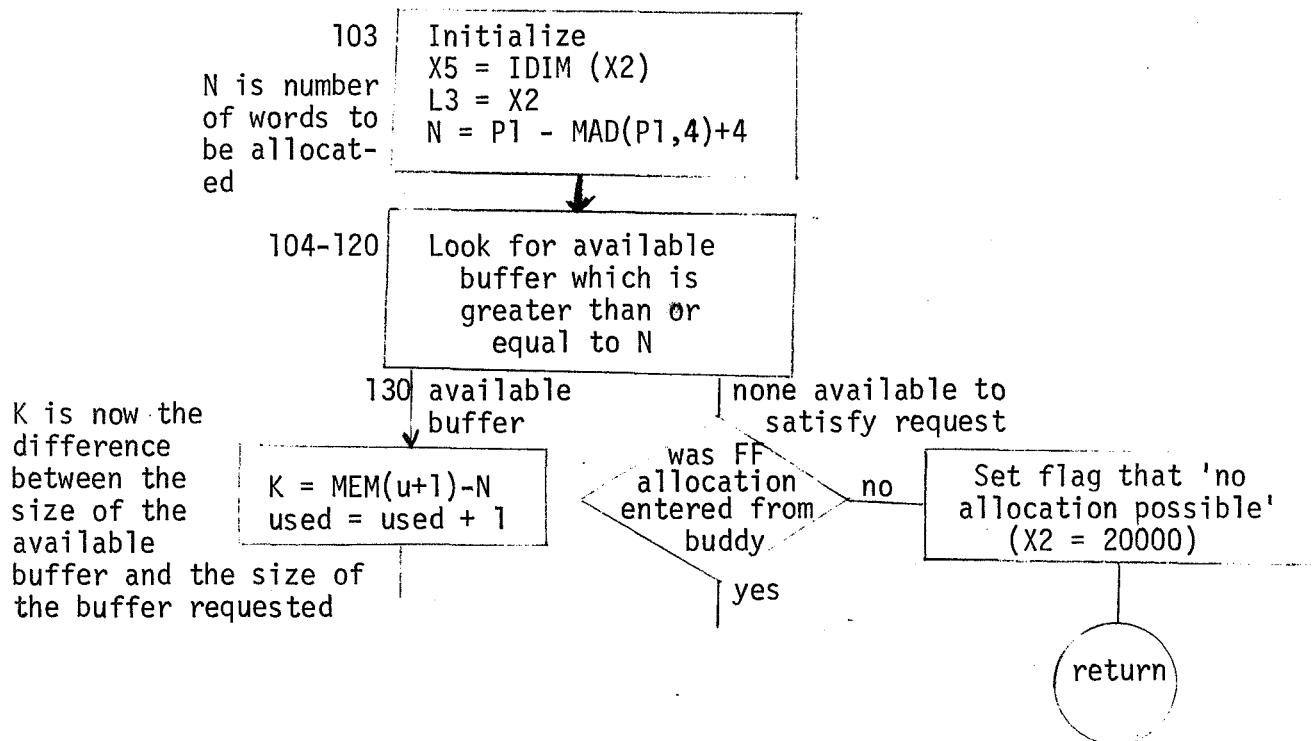 103
Initialize
X5 = IDIM (X2)
L3 = X2
N = P1 - MAD(P1,4)+4
N is number
of words to
be allocat-
ed
104-120
Look for available
buffer which is
greater than or
equal to N
130 available
buffer
none available to
satisfy request
K is now the
difference
between the
size of the
available
buffer and the size of
the buffer requested
K = MEM(u+1)-N
used = used + 1
was FF
allocation
entered from
buddy
no
yes
Set flag that 'no
allocation possible'
(X2 = 20000)
return